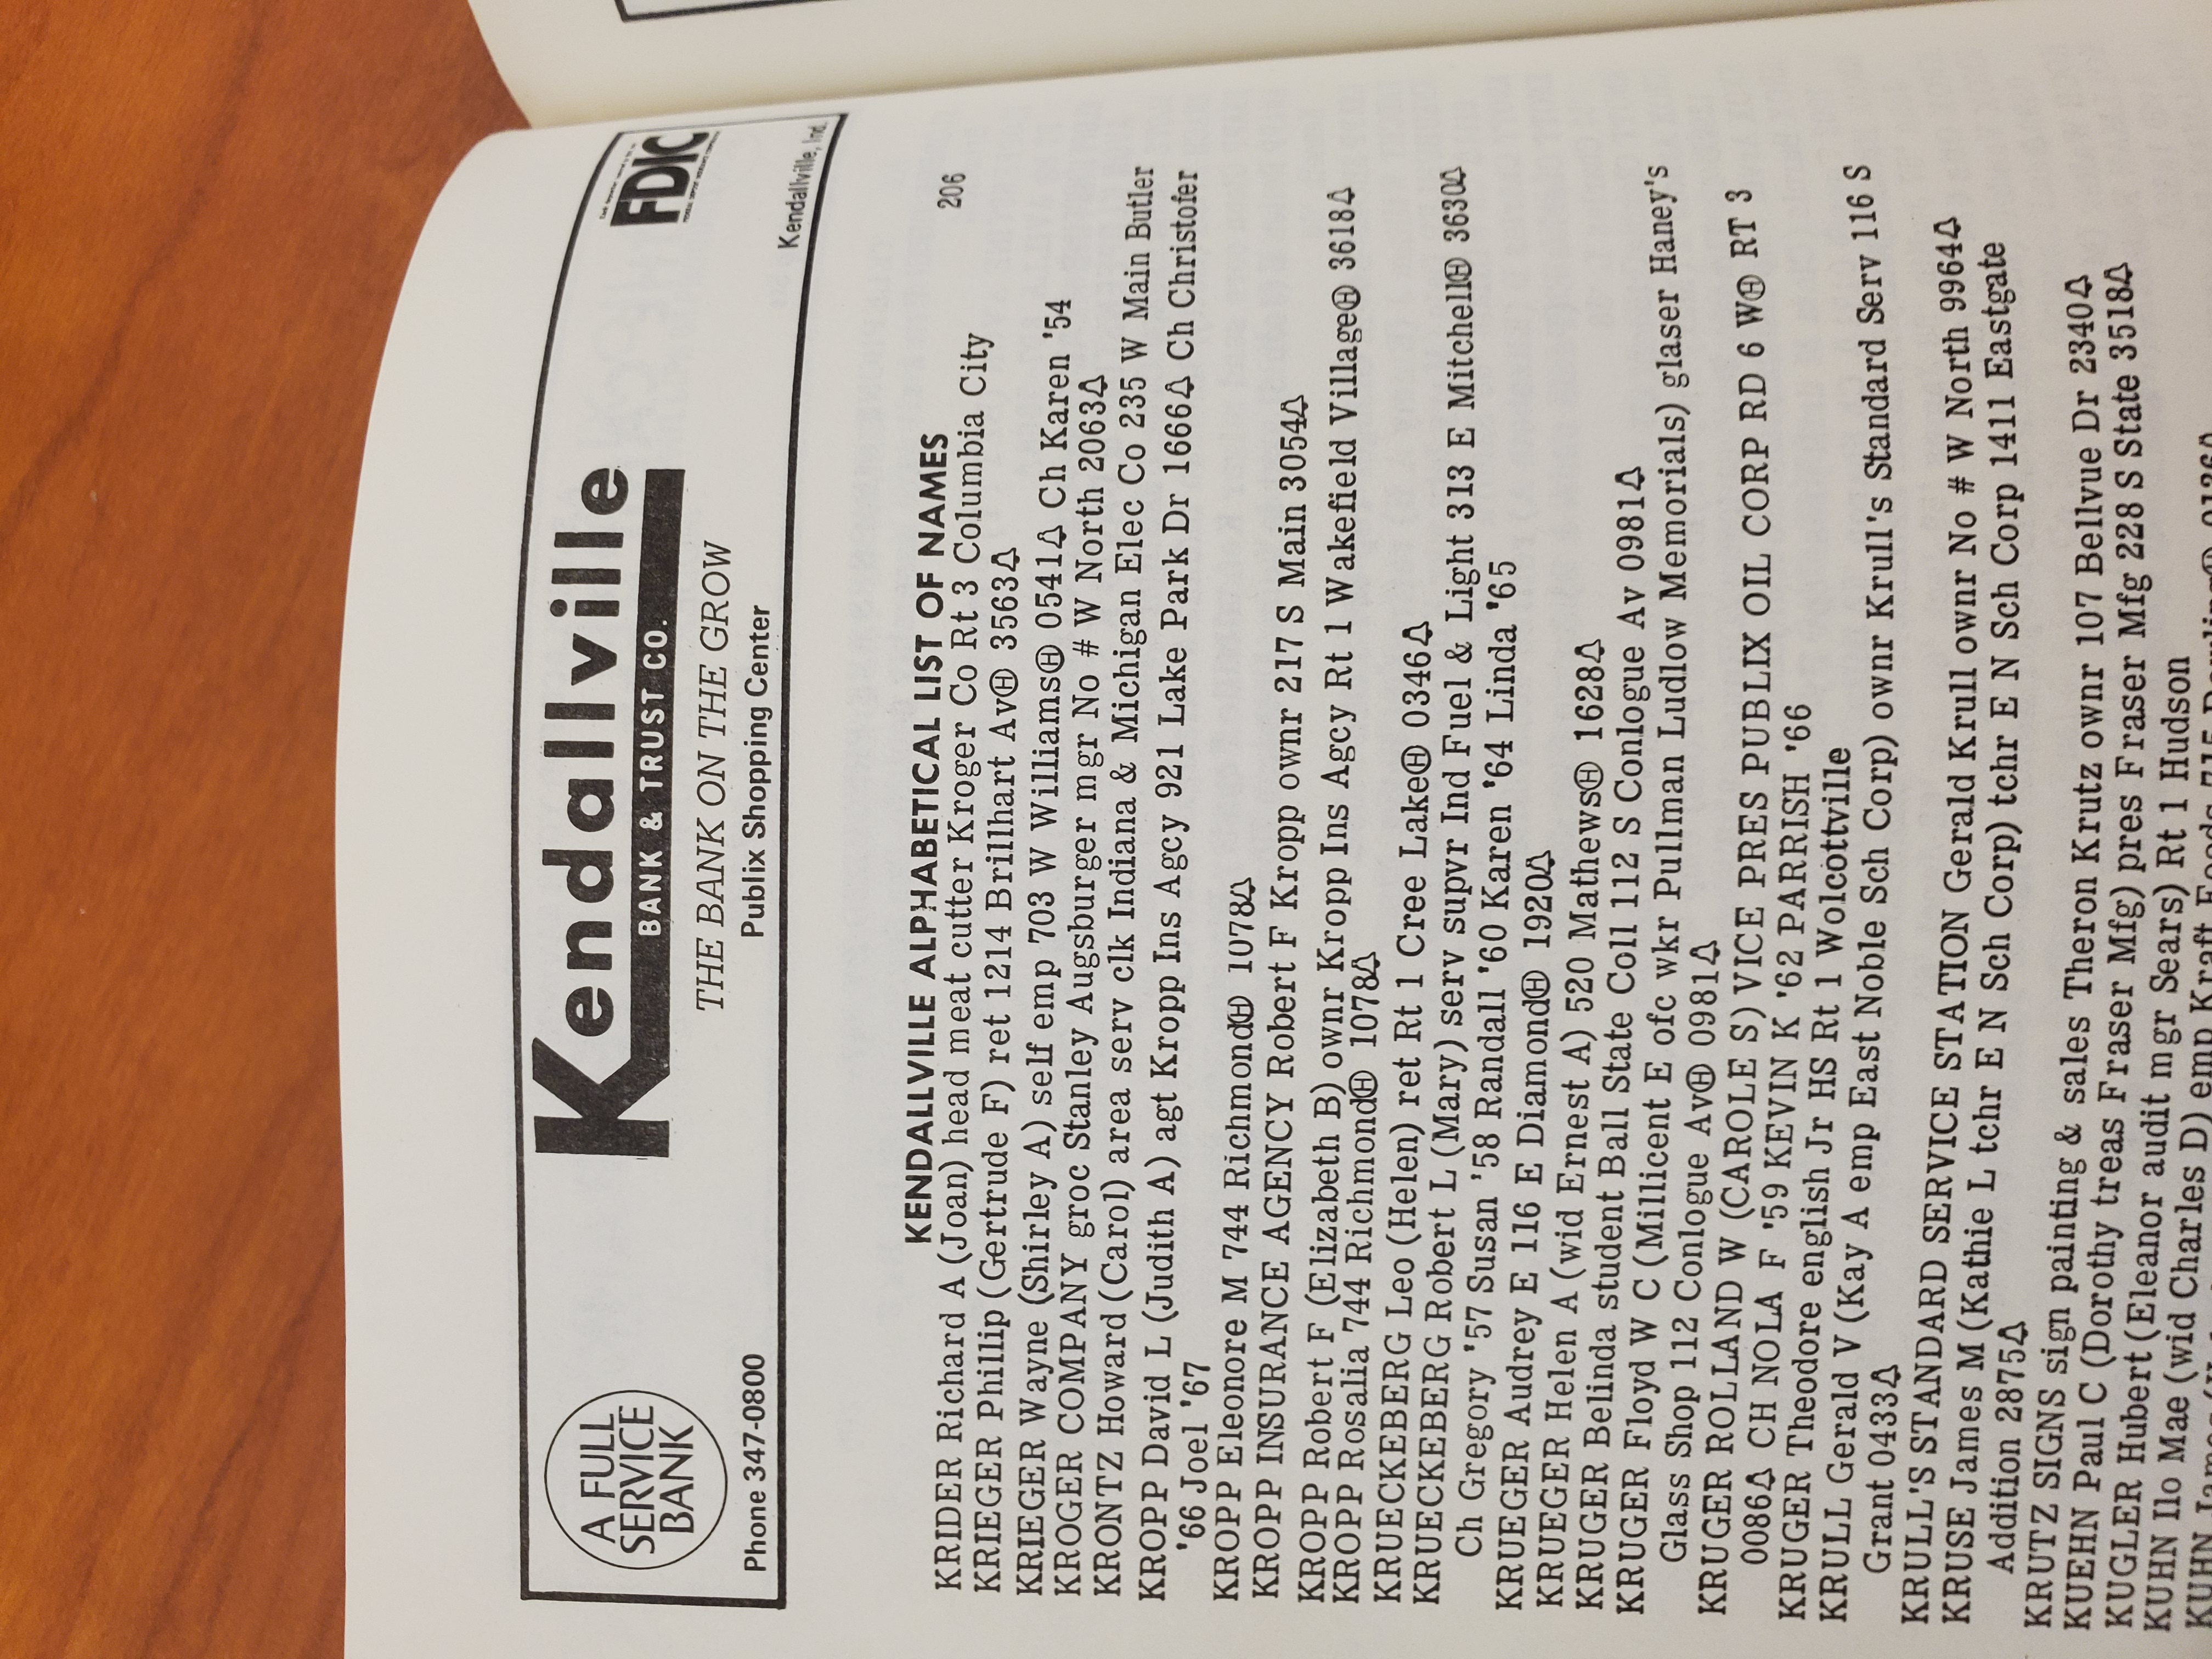 A FULL
SERVICE
BANK
Kendallville
BANK & TRUST CO.
THE BANK ON THE GROW
Publix Shopping Center
FDIC
Phone 347-0800
Kendallville, Ind.
KENDALLVILLE ALPHABETICAL LIST OF NAMES 206
KRIDER Richard A (Joan) head meat cutter Kroger Co Rt 3 Columbia City
KRIEGER Phillip (Gertrude F) ret 1214 Brillhart AvⒽ 3563△
KRIEGER Wayne (Shirley A) self emp 703 W WilliamsⒽ 0541△ Ch Karen '54
KROGER COMPANY groc Stanley Augsburger mgr No # W North 2063△
KRONTZ Howard (Carol) area serv clk Indiana & Michigan Elec Co 235 W Main Butler
KROPP David L (Judith A) agt Kropp Ins Agcy 921 Lake Park Dr 1666△ Ch Christofer
'66 Joel '67
KROPP Eleonore M 744 RichmondⒽ 1078△
KROPP INSURANCE AGENCY Robert F Kropp ownr 217 S Main 3054△
KROPP Robert F (Elizabeth B) ownr Kropp Ins Agcy Rt 1 Wakefield VillageⒽ 3618△
KROPP Rosalia 744 RichmondⒽ 1078△
KRUECKEBERG Leo (Helen) ret Rt 1 Cree LakeⒽ 0346△
KRUECKEBERG Robert L (Mary) serv supvr Ind Fuel & Light 313 E MitchellⒽ 3630△
Ch Gregory '57 Susan '58 Randall '60 Karen '64 Linda '65
KRUEGER Audrey E 116 E DiamondⒽ 1920△
KRUEGER Helen A (wid Ernest A) 520 MathewsⒽ 1628△
KRUGER Belinda student Ball State Coll 112 S Conlogue Av 0981△
KRUGER Floyd W C (Millicent E ofc wkr Pullman Ludlow Memorials) glaser Haney's
Glass Shop 112 Conlogue AvⒽ 0981△
KRUGER ROLLAND W (CAROLE S) VICE PRES PUBLIX OIL CORP RD 6 WⒽ RT 3
0086△ CH NOLA F '59 KEVIN K '62 PARRISH '66
KRUGER Theodore english Jr HS Rt 1 Wolcottville
KRULL Gerald V (Kay A emp East Noble Sch Corp) ownr Krull's Standard Serv 116 S
Grant 0433△
KRULL'S STANDARD SERVICE STATION Gerald Krull ownr No # W North 9964△
KRUSE James M (Kathie L tchr E N Sch Corp) tchr E N Sch Corp 1411 Eastgate
Addition 2875△
KRUTZ SIGNS sign painting & sales Theron Krutz ownr 107 Bellvue Dr 2340△
KUEHN Paul C (Dorothy treas Fraser Mfg) pres Fraser Mfg 228 S State 3518△
KUGLER Hubert (Eleanor audit mgr Sears) Rt 1 Hudson
KUHN Ilo Mae (wid Charles D) emp Kraft Foods 715
KUHN James